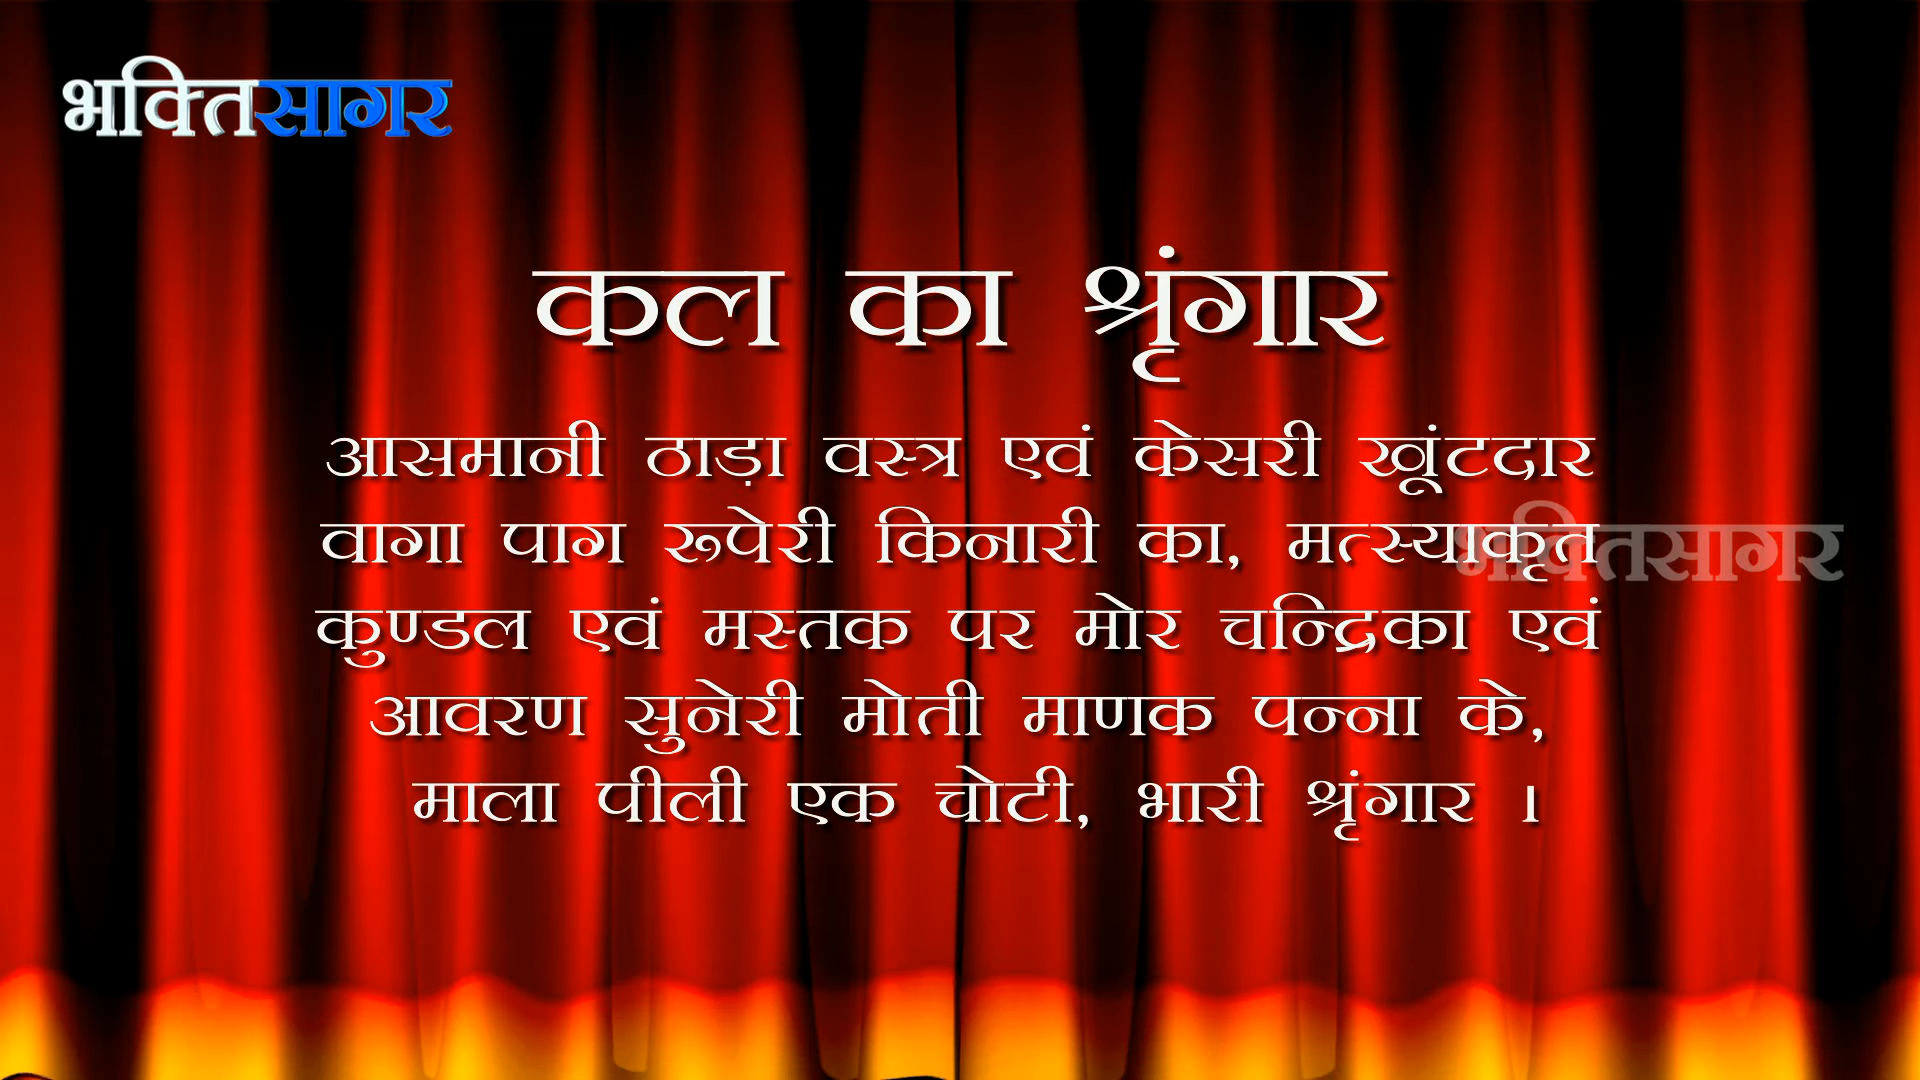 भक्तिसागर
कल का श्रृंगार
आसमानी ठाड़ा वस्त्र एवं केसरी खूंटदार
वागा पाग रूपेरी किनारी का, मत्स्याकृत
भक्तिसागर
कुण्डल एवं मस्तक पर मोर चन्द्रिका एवं
आवरण सुनेरी मोती माणक पन्ना के,
माला पीली एक चोटी, भारी श्रृंगार ।